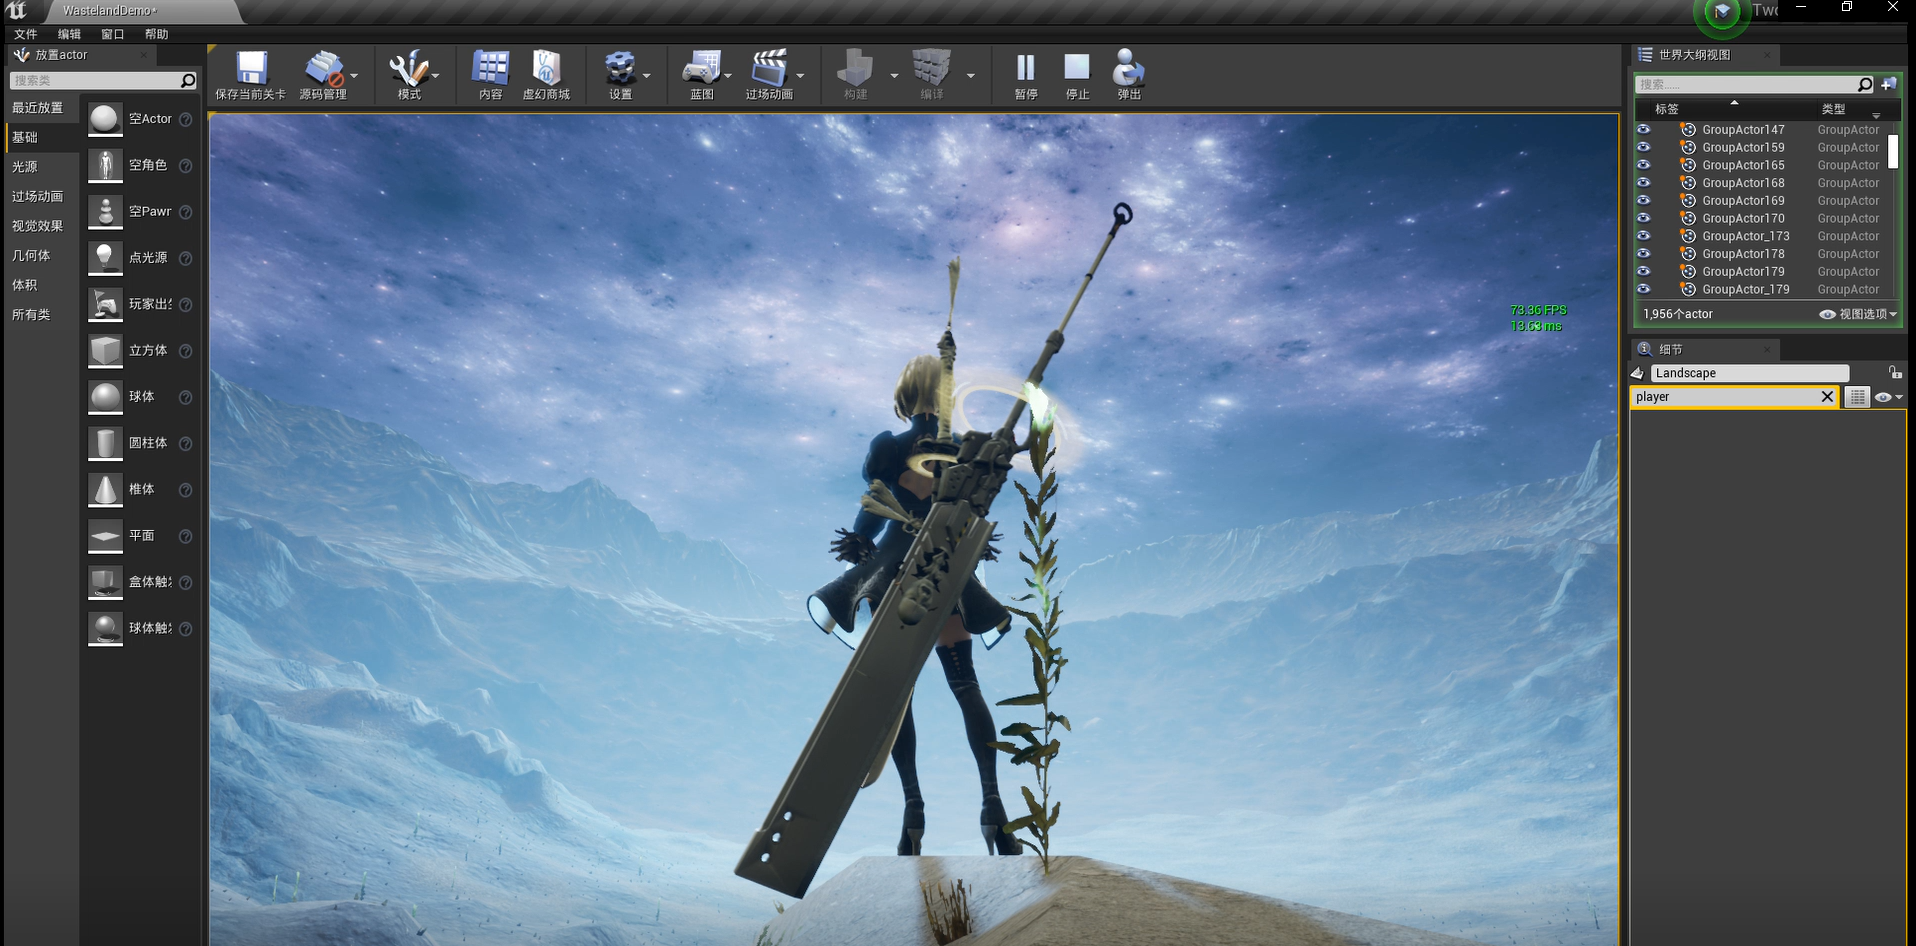 WastelandDemo*
文件 编辑 窗口 帮助
放置actor
搜索类
最近放置
基础
光源
过场动画
视觉效果
几何体
体积
所有类
空Actor
空角色
空Pawn
点光源
玩家出生
立方体
球体
圆柱体
椎体
平面
盒体触发
球体触发
保存当前关卡 源码管理 模式 内容 虚幻商城 设置 蓝图 过场动画 构建 编译 暂停 停止 弹出
73.36 FPS
13.63 ms
世界大纲视图
搜索......
标签 类型
GroupActor147 GroupActor
GroupActor159 GroupActor
GroupActor165 GroupActor
GroupActor168 GroupActor
GroupActor169 GroupActor
GroupActor170 GroupActor
GroupActor_173 GroupActor
GroupActor178 GroupActor
GroupActor179 GroupActor
GroupActor_179 GroupActor
1,956个actor 视图选项
细节
Landscape
player